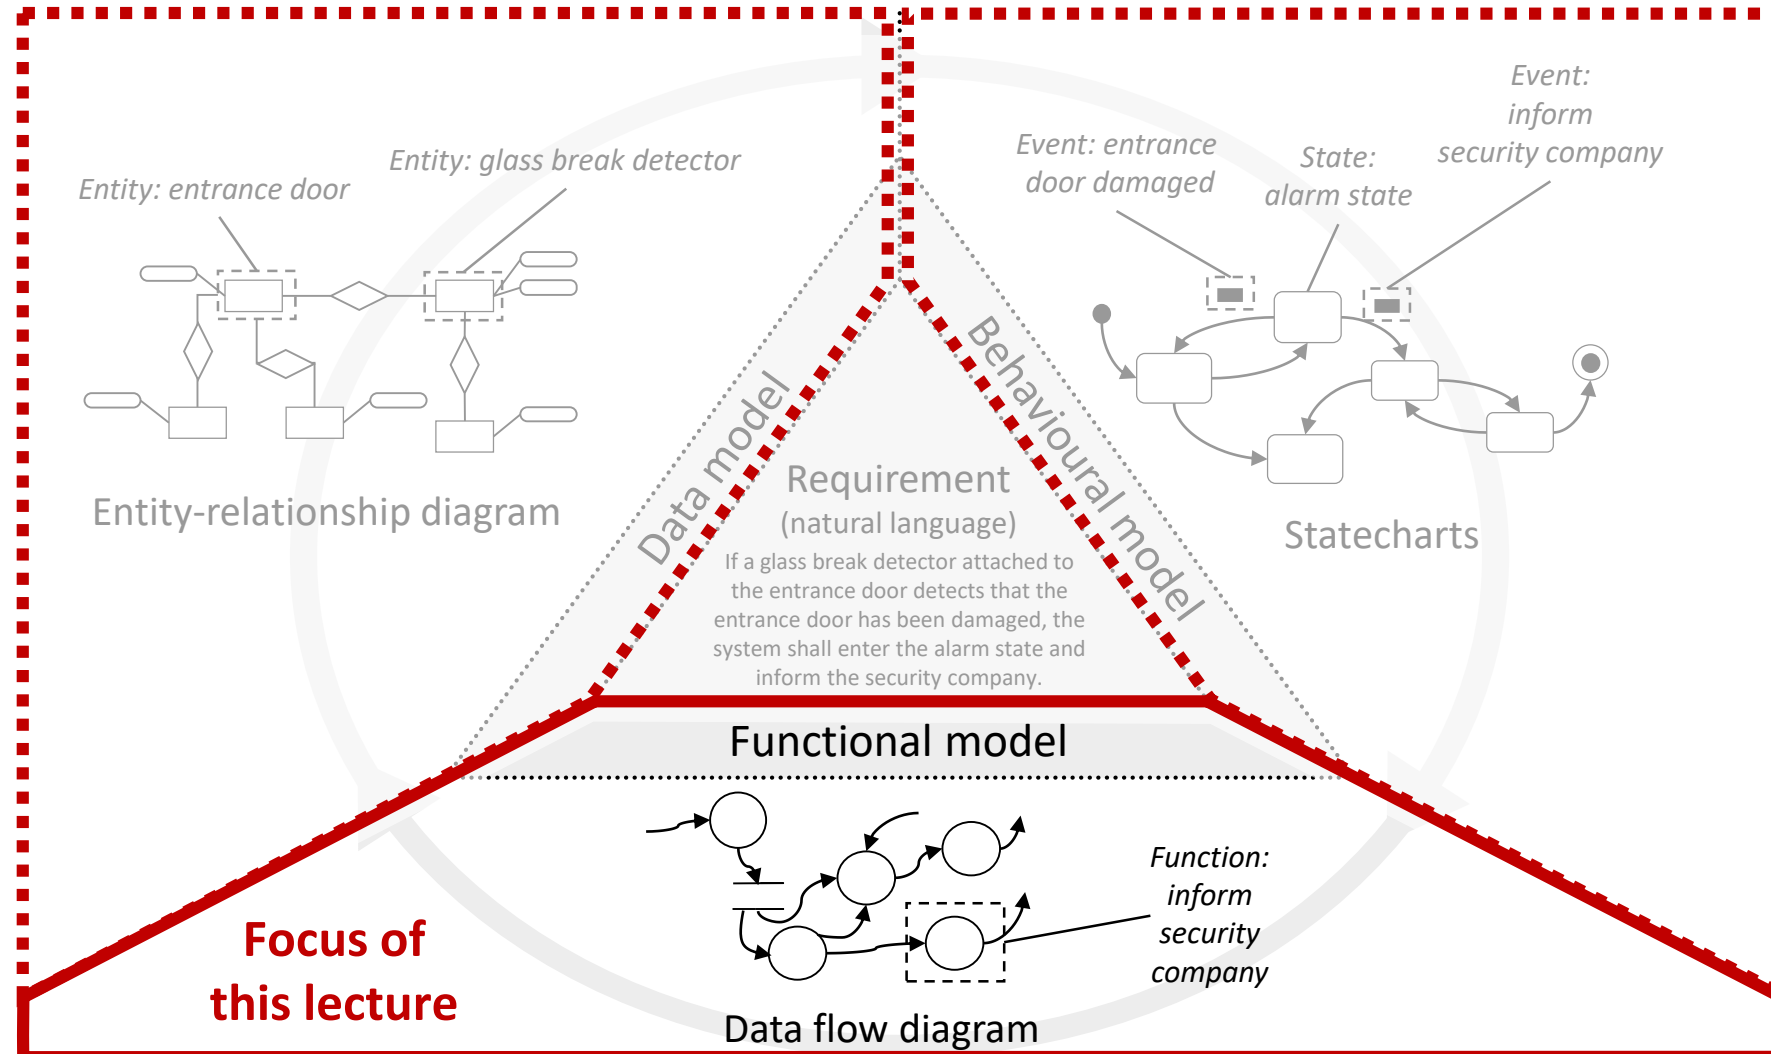 Entity: entrance door
Entity: glass break detector
Entity-relationship diagram
Event: entrance
door damaged
State:
alarm state
Event:
inform
security company
Statecharts
Data model
Behavioural model
Requirement
(natural language)
If a glass break detector attached to
the entrance door detects that the
entrance door has been damaged, the
system shall enter the alarm state and
inform the security company.
Functional model
Function:
inform
security
company
Focus of
this lecture
Data flow diagram